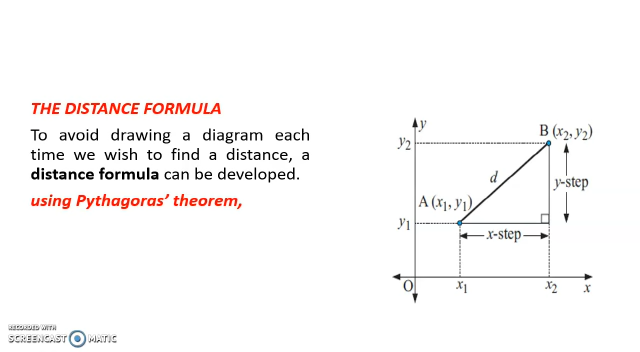 THE DISTANCE FORMULA
To avoid drawing a diagram each
time we wish to find a distance, a
distance formula can be developed.
using Pythagoras' theorem,
y
B (x₂, y₂)
y₂
d
y-step
A (x₁, y₁)
y₁
x-step
O
x₁
x₂
x
RECORDED WITH
SCREENCAST MATIC